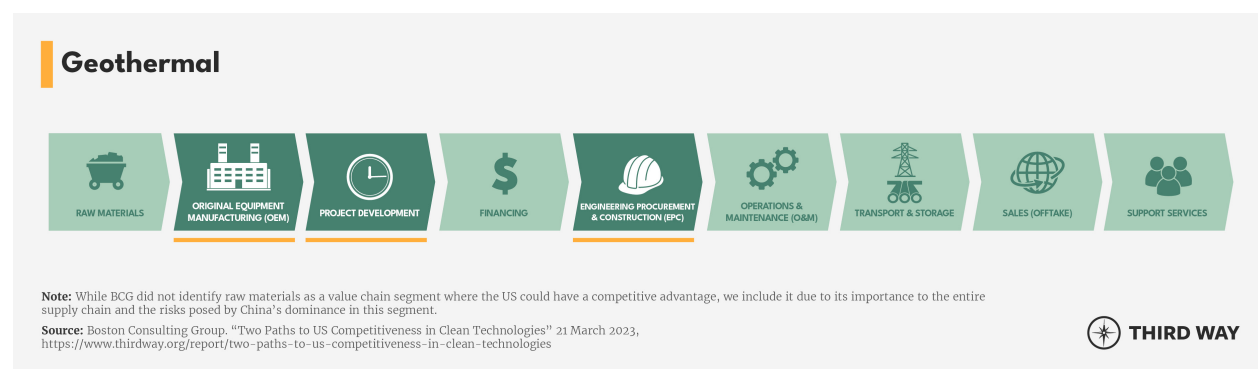 Geothermal
RAW MATERIALS
ORIGINAL EQUIPMENT
MANUFACTURING (OEM)
PROJECT DEVELOPMENT
$
FINANCING
ENGINEERING PROCUREMENT
& CONSTRUCTION (EPC)
OPERATIONS &
MAINTENANCE (O&M)
TRANSPORT & STORAGE
SALES (OFFTAKE)
SUPPORT SERVICES
Note: While BCG did not identify raw materials as a value chain segment where the US could have a competitive advantage, we include it due to its importance to the entire
supply chain and the risks posed by China’s dominance in this segment.
Source: Boston Consulting Group. “Two Paths to US Competitiveness in Clean Technologies” 21 March 2023,
https://www.thirdway.org/report/two-paths-to-us-competitiveness-in-clean-technologies
THIRD WAY